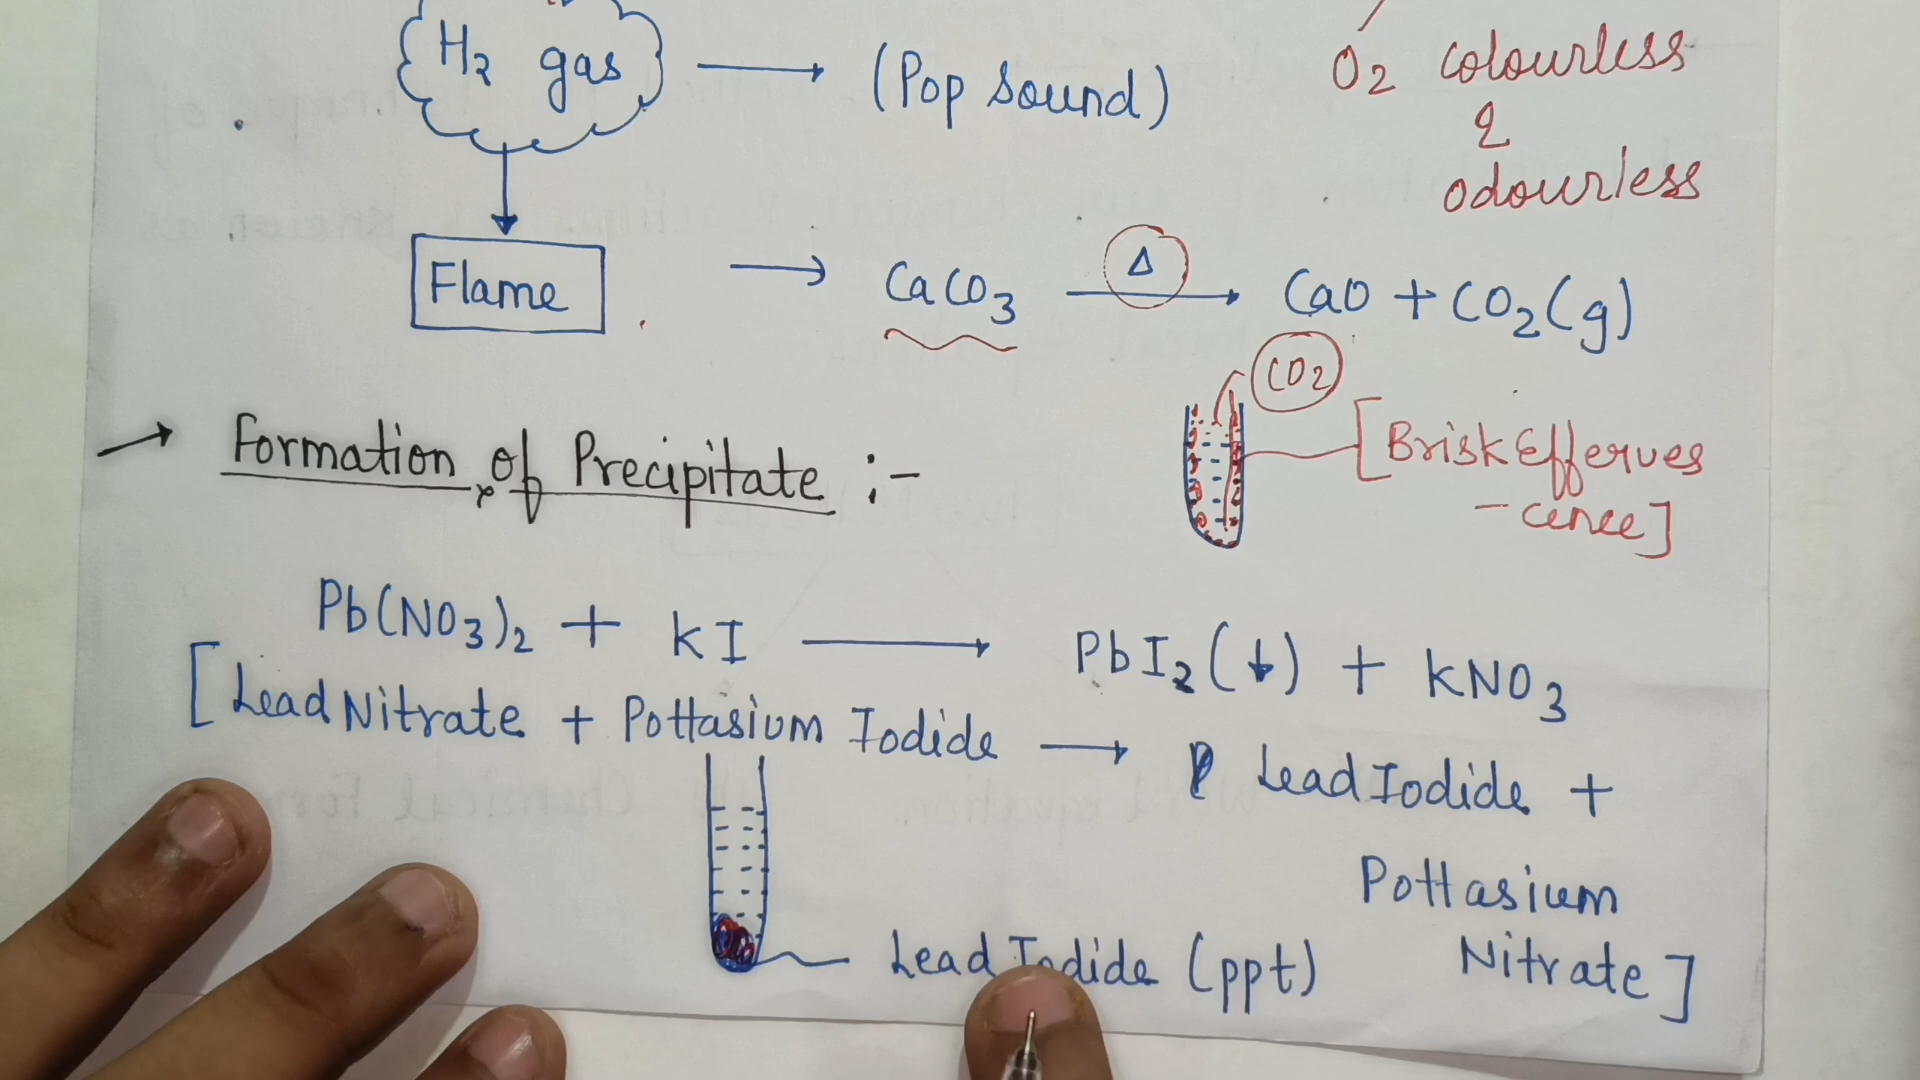 H2 gas → (Pop Sound)
O2 colourless
&
odourless
Flame
→ CaCO3 —Δ→ CaO + CO2(g)
CO2
[Brisk Efferves
-cence]
→ Formation of Precipitate :-
Pb(NO3)2 + KI → PbI2(↓) + KNO3
[Lead Nitrate + Pottasium Iodide → Lead Iodide +
Pottasium
Nitrate]
Lead Iodide (ppt)